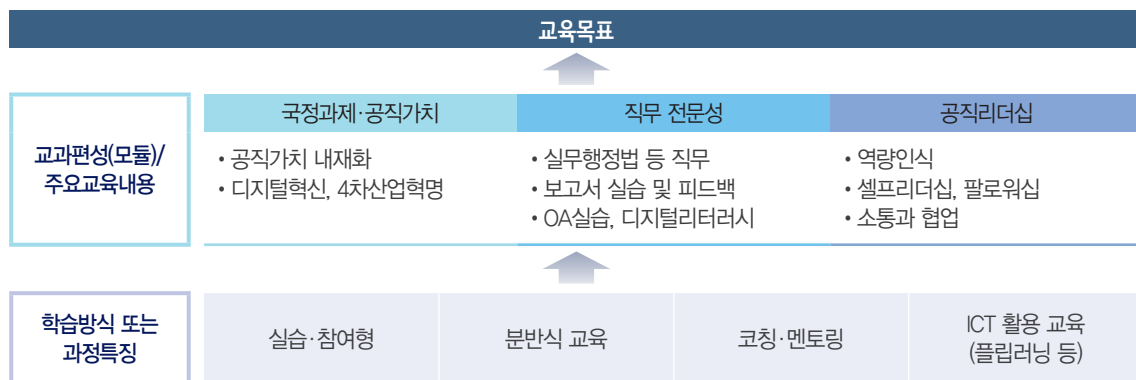 교육목표
교과편성(모듈)/
주요교육내용
국정과제·공직가치
• 공직가치 내재화
• 디지털혁신, 4차산업혁명
직무 전문성
• 실무행정법 등 직무
• 보고서 실습 및 피드백
• OA실습, 디지털리터러시
공직리더십
• 역량인식
• 셀프리더십, 팔로워십
• 소통과 협업
학습방식 또는
과정특징
실습·참여형
분반식 교육
코칭·멘토링
ICT 활용 교육
(플립러닝 등)